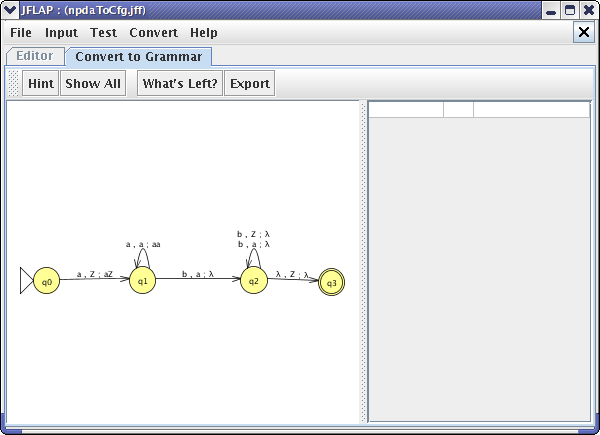 JFLAP : (npdaToCfg.jff)
File Input Test Convert Help
Editor Convert to Grammar
Hint Show All What's Left? Export
b , Z ; λ
a , a ; aa b , a ; λ
a , Z ; aZ b , a ; λ λ , Z ; λ
q0 q1 q2 q3